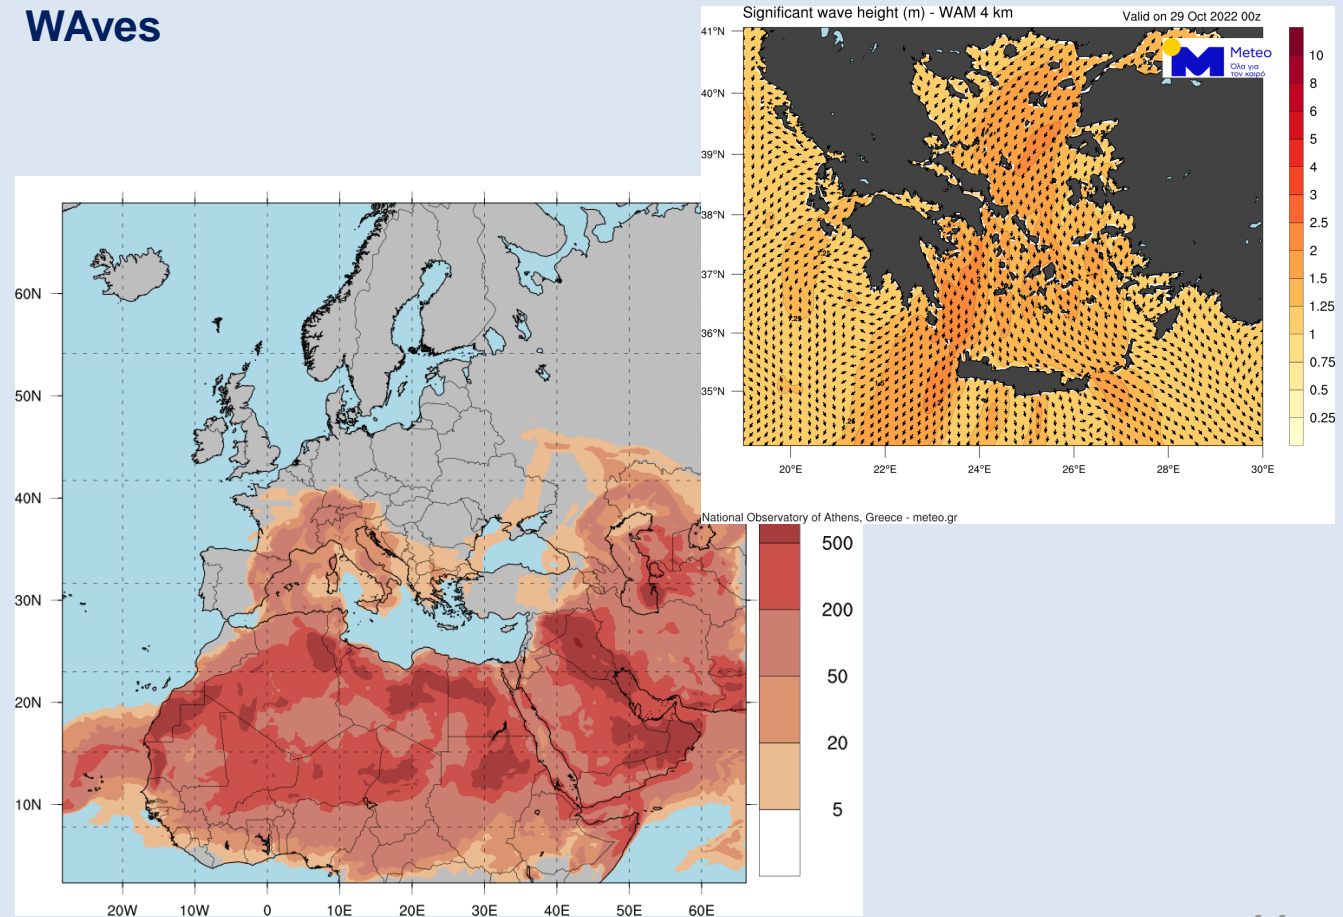 WAves
Significant wave height (m) - WAM 4 km
Valid on 29 Oct 2022 00z
Meteo
Όλα για
τον καιρό
41°N
40°N
39°N
38°N
37°N
36°N
35°N
20°E 22°E 24°E 26°E 28°E 30°E
10
8
6
5
4
3
2.5
2
1.5
1.25
1
0.75
0.5
0.25
1.25
1.25
National Observatory of Athens, Greece - meteo.gr
60N
50N
40N
30N
20N
10N
20W 10W 0 10E 20E 30E 40E 50E 60E
500
200
50
20
5